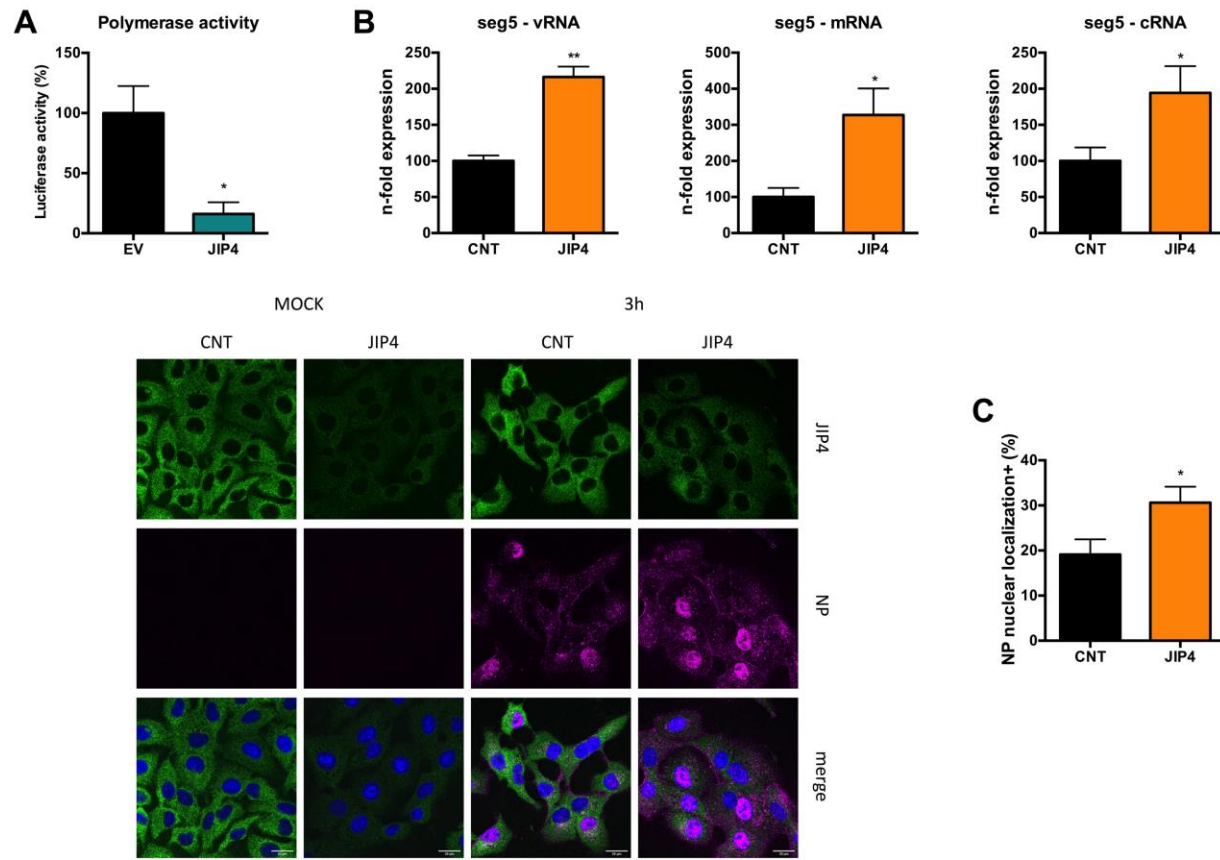 A
Polymerase activity
Luciferase activity (%)
150
100
50
0
EV
JIP4
*
B
seg5 - vRNA
n-fold expression
250
200
150
100
50
0
CNT
JIP4
**
seg5 - mRNA
n-fold expression
500
400
300
200
100
0
CNT
JIP4
*
seg5 - cRNA
n-fold expression
250
200
150
100
50
0
CNT
JIP4
*
MOCK
3h
CNT
JIP4
CNT
JIP4
JIP4
NP
merge
C
NP nuclear localization+ (%)
40
30
20
10
0
CNT
JIP4
*